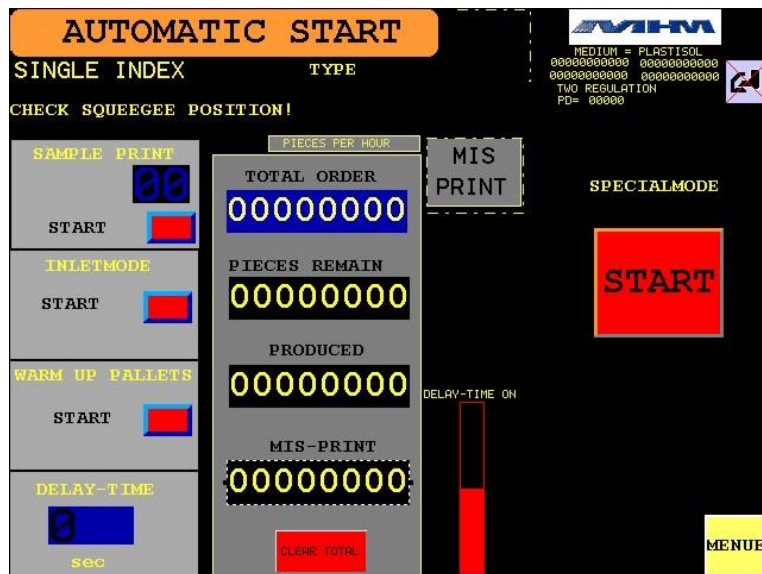 AUTOMATIC START
MHM
SINGLE INDEX
TYPE
MEDIUM = PLASTISOL
00000000000 00000000000
00000000000 00000000000
TWO REGULATION
PD= 00000
CHECK SQUEEGEE POSITION!
SAMPLE PRINT
00
START
INLETMODE
START
WARM UP PALLETS
START
DELAY-TIME
0
sec
PIECES PER HOUR
TOTAL ORDER
00000000
PIECES REMAIN
00000000
PRODUCED
00000000
MIS-PRINT
00000000
CLEAR TOTAL
MIS
PRINT
DELAY-TIME ON
SPECIALMODE
START
MENUE